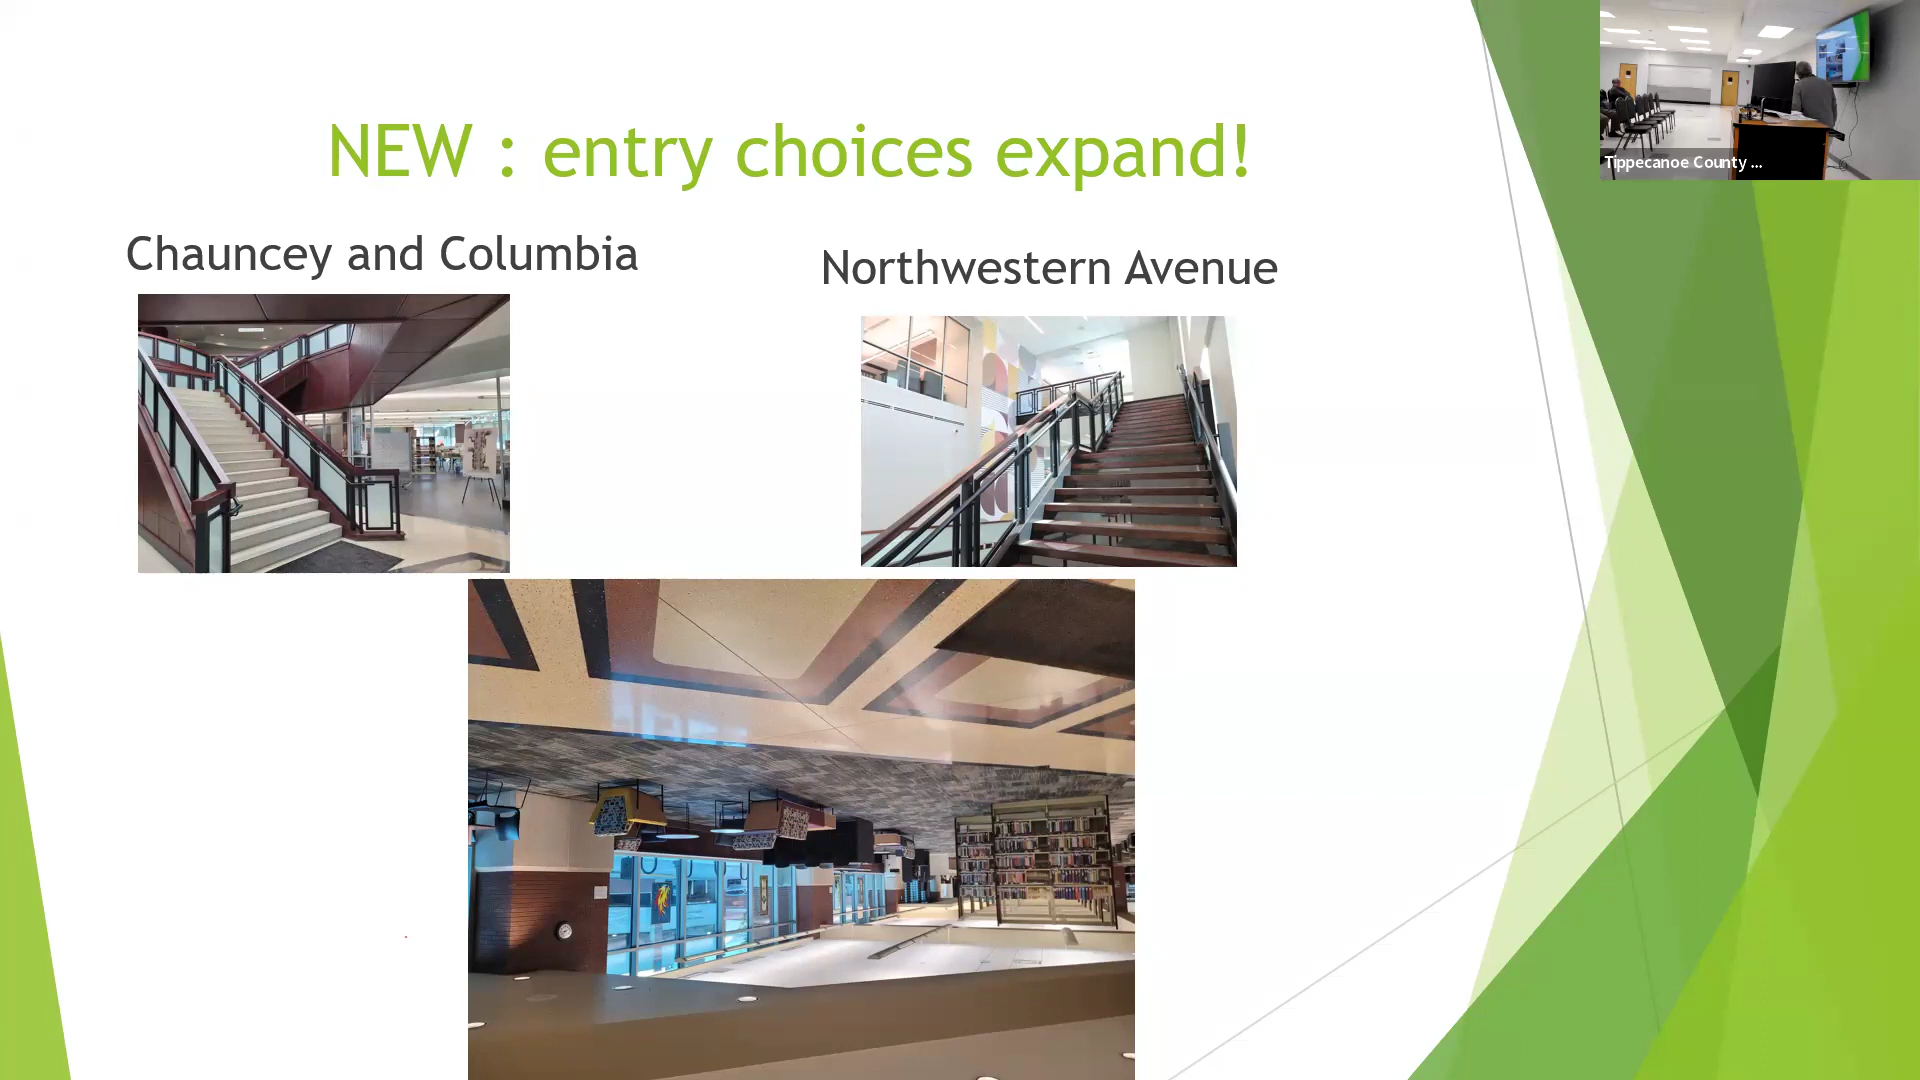 NEW : entry choices expand!
Chauncey and Columbia
Northwestern Avenue
Tippecanoe County ...